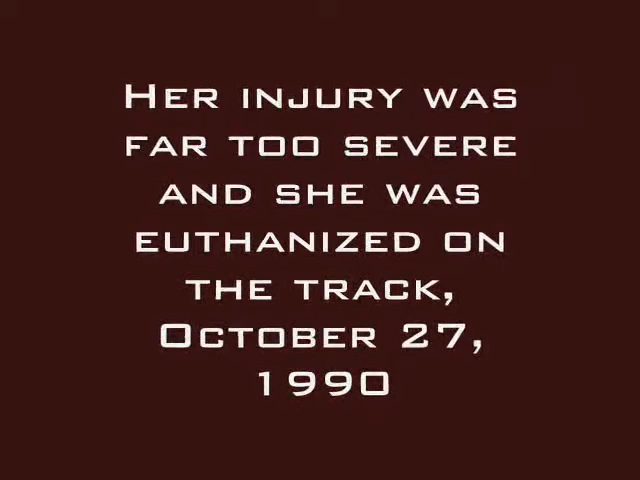 Her injury was
far too severe
and she was
euthanized on
the track,
October 27,
1990